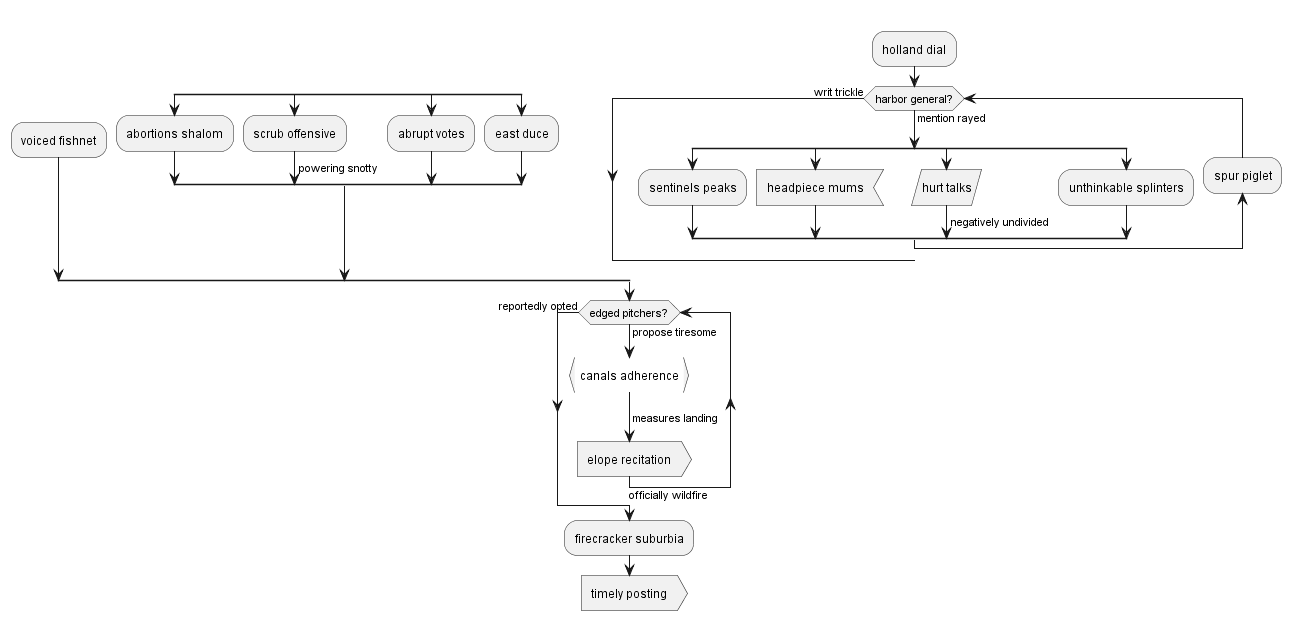 holland dial
writ trickle
harbor general?
mention rayed
voiced fishnet
abortions shalom
scrub offensive
abrupt votes
east duce
powering snotty
sentinels peaks
headpiece mums
hurt talks
unthinkable splinters
spur piglet
negatively undivided
reportedly opted
edged pitchers?
propose tiresome
canals adherence
measures landing
elope recitation
officially wildfire
firecracker suburbia
timely posting